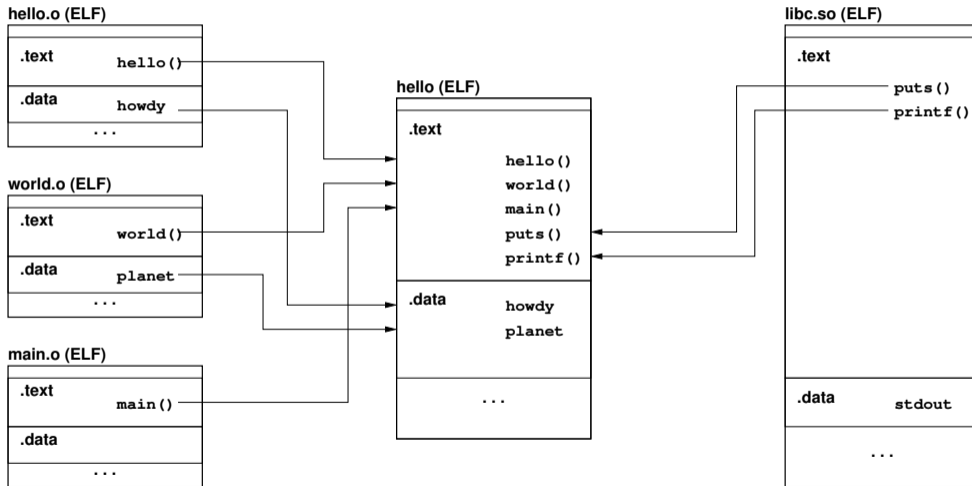 hello.o (ELF)
.text
hello()
.data
howdy
...
world.o (ELF)
.text
world()
.data
planet
...
main.o (ELF)
.text
main()
.data
...
hello (ELF)
.text
hello()
world()
main()
puts()
printf()
.data
howdy
planet
...
libc.so (ELF)
.text
puts()
printf()
.data
stdout
...